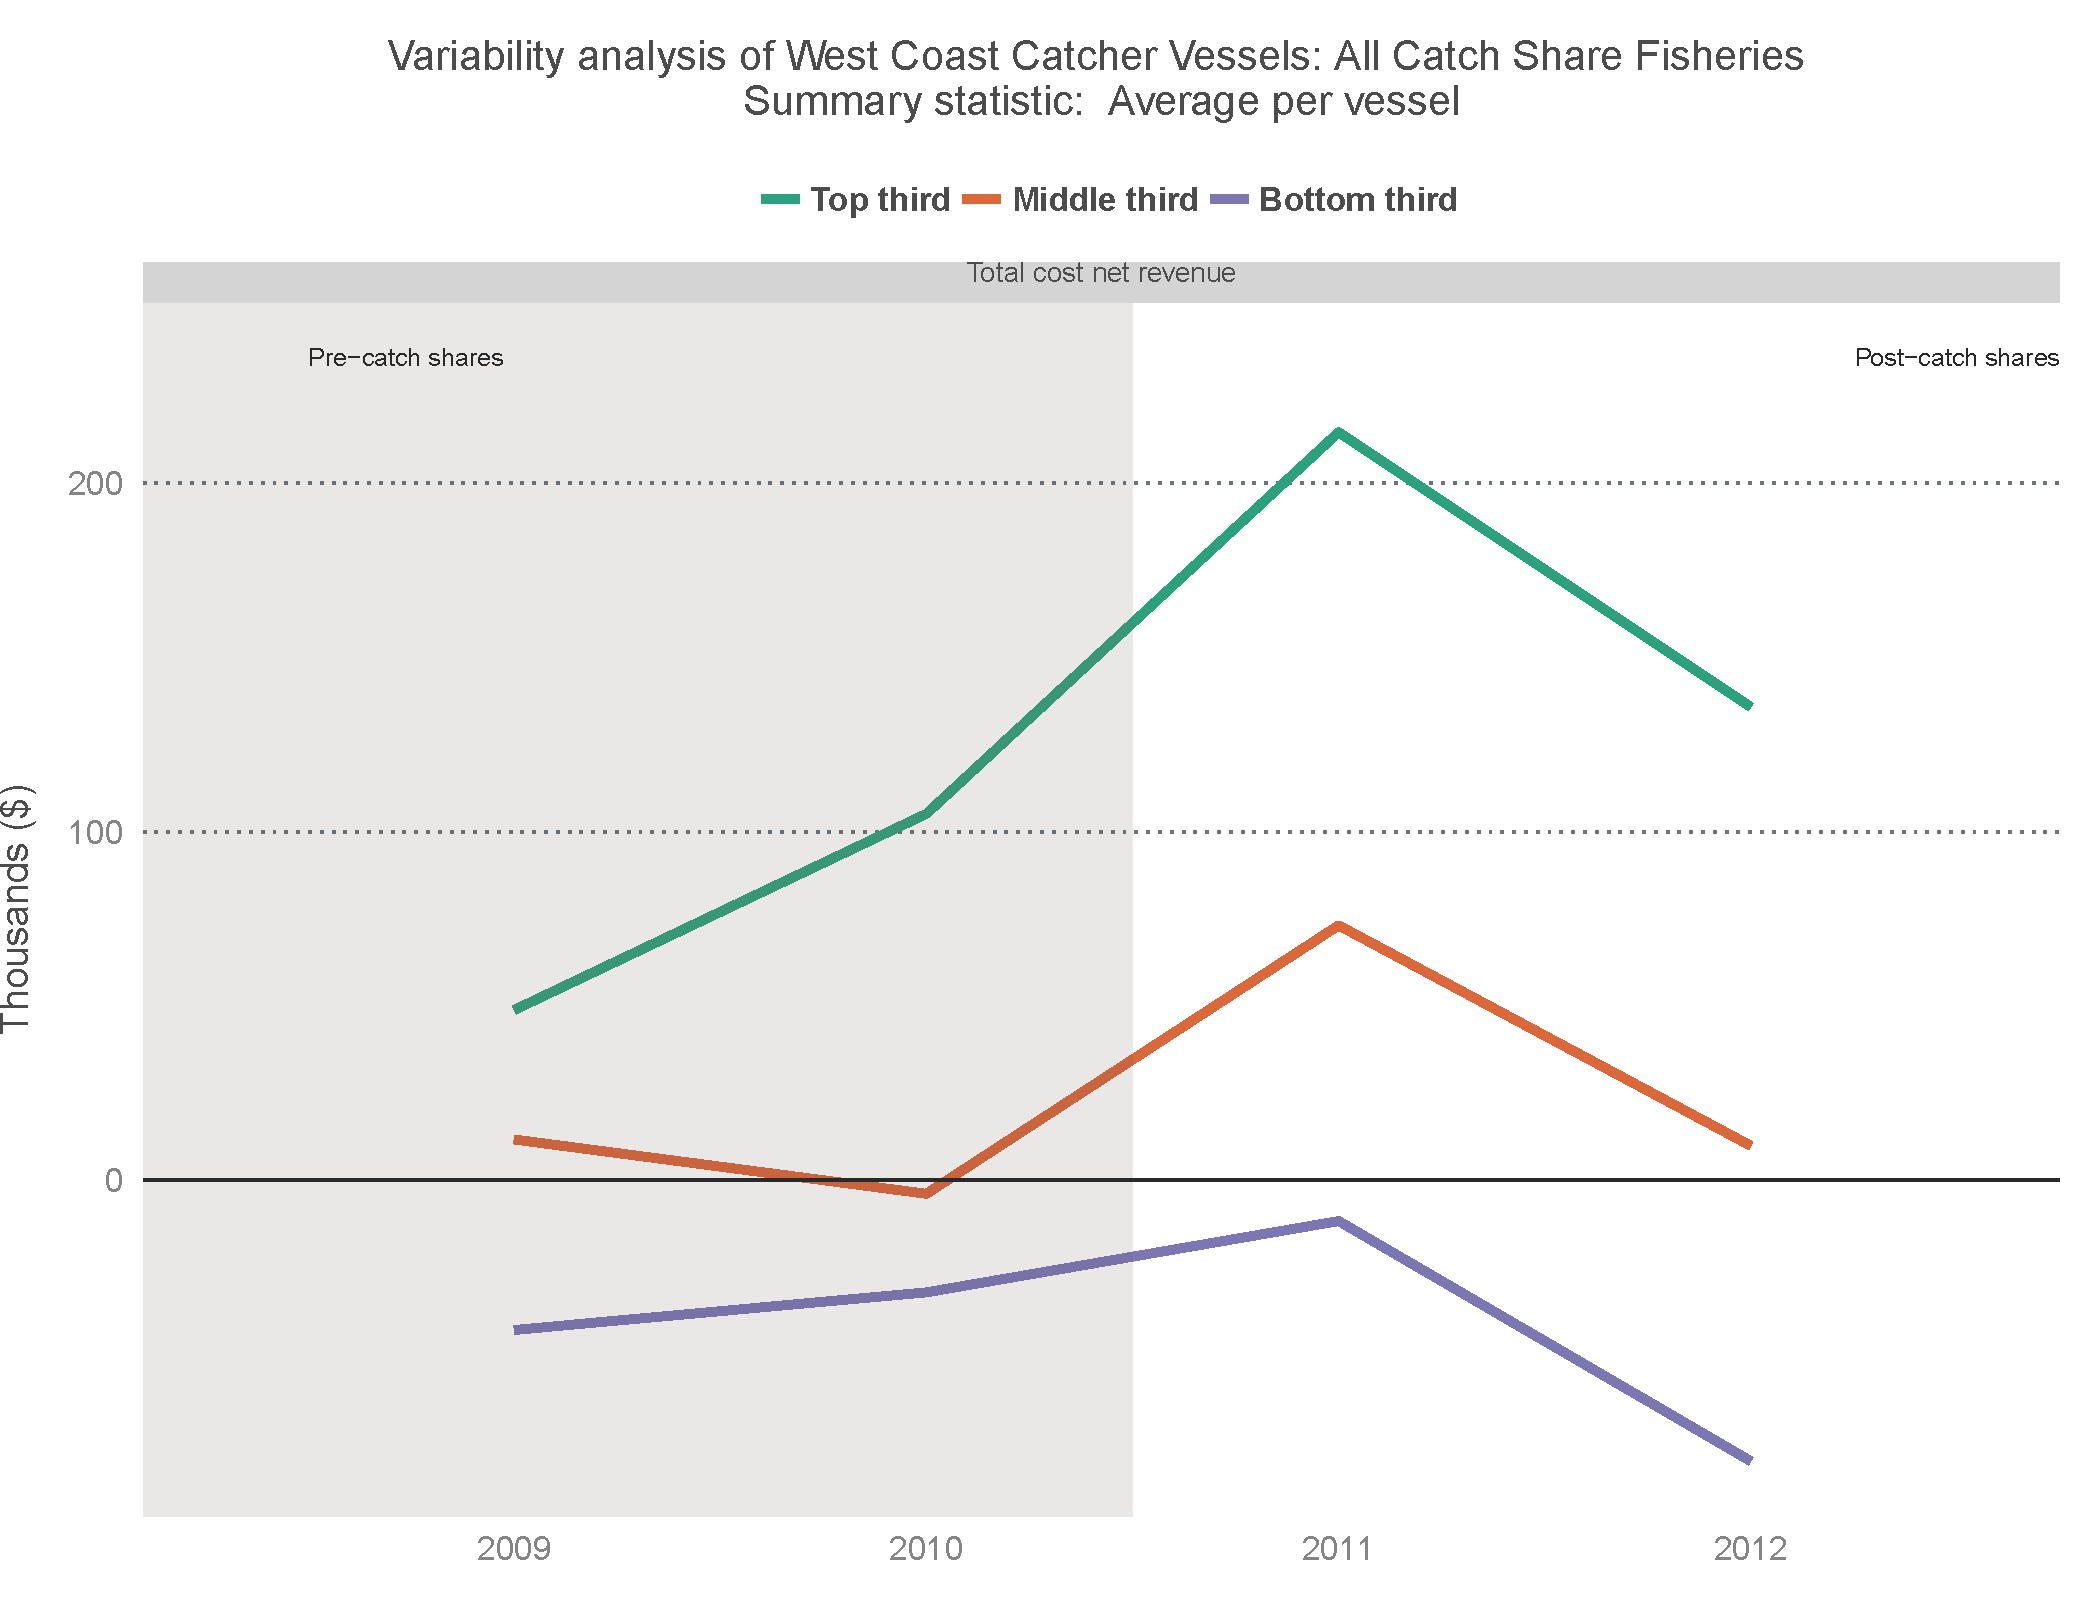 Variability analysis of West Coast Catcher Vessels: All Catch Share Fisheries
Summary statistic:  Average per vessel
Top third Middle third Bottom third
Total cost net revenue
Pre−catch shares
Post−catch shares
200
100
0
Thousands ($)
2009 2010 2011 2012